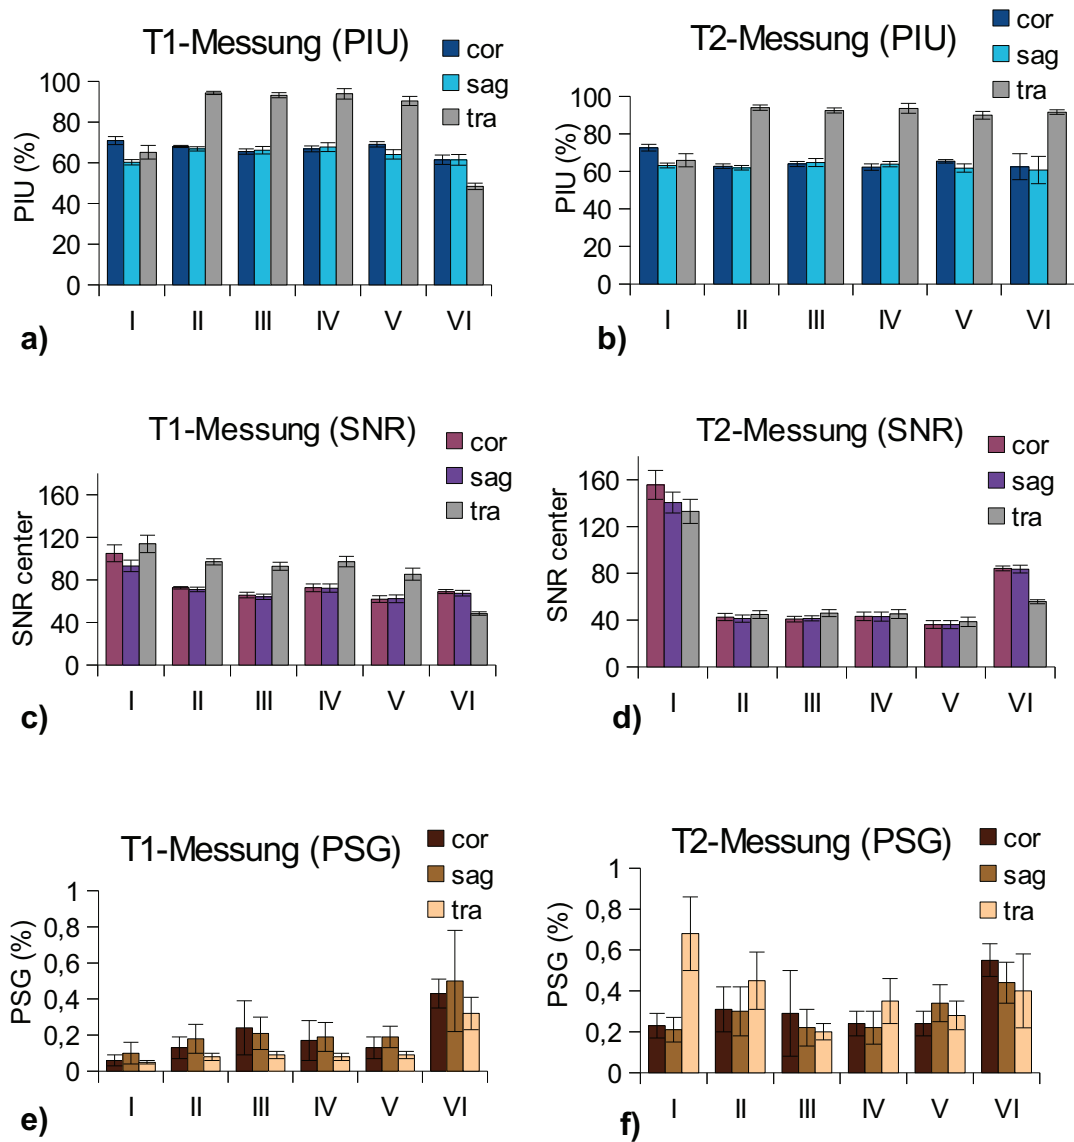 T1-Messung (PIU)
cor
sag
tra
PIU (%)
100
80
60
40
20
0
I II III IV V VI
a)
T2-Messung (PIU)
cor
sag
tra
PIU (%)
100
80
60
40
20
0
I II III IV V VI
b)
T1-Messung (SNR)
cor
sag
tra
SNR center
160
120
80
40
0
I II III IV V VI
c)
T2-Messung (SNR)
cor
sag
tra
SNR center
160
120
80
40
0
I II III IV V VI
d)
T1-Messung (PSG)
cor
sag
tra
PSG (%)
1
0,8
0,6
0,4
0,2
0
I II III IV V VI
e)
T2-Messung (PSG)
cor
sag
tra
PSG (%)
1
0,8
0,6
0,4
0,2
0
I II III IV V VI
f)